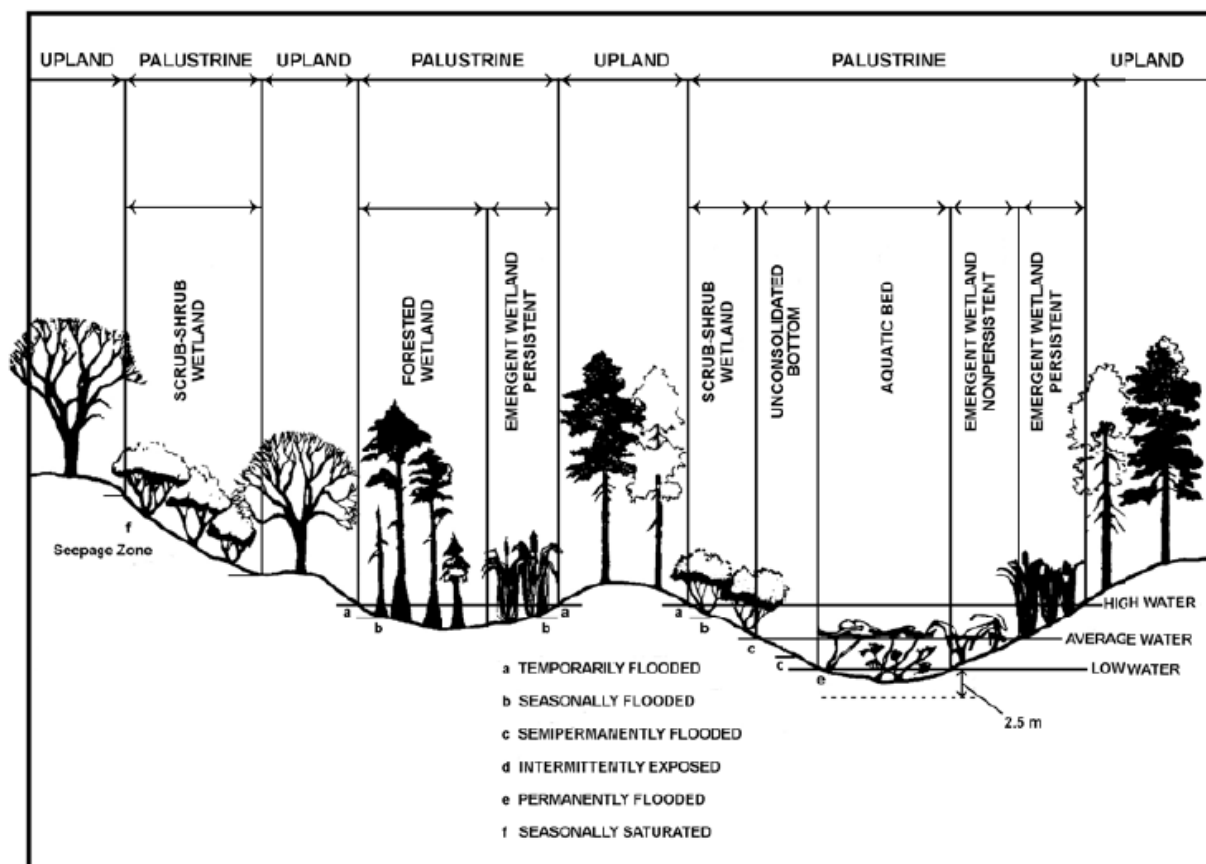 UPLAND PALUSTRINE UPLAND PALUSTRINE UPLAND PALUSTRINE UPLAND
SCRUB-SHRUB
WETLAND
FORESTED
WETLAND
EMERGENT WETLAND
PERSISTENT
SCRUB-SHRUB
WETLAND
UNCONSOLIDATED
BOTTOM
AQUATIC BED
EMERGENT WETLAND
NONPERSISTENT
EMERGENT WETLAND
PERSISTENT
f
Seepage Zone
a
b
b
a
a
b
c
c
e
HIGH WATER
AVERAGE WATER
LOW WATER
2.5 m
a TEMPORARILY FLOODED
b SEASONALLY FLOODED
c SEMIPERMANENTLY FLOODED
d INTERMITTENTLY EXPOSED
e PERMANENTLY FLOODED
f SEASONALLY SATURATED